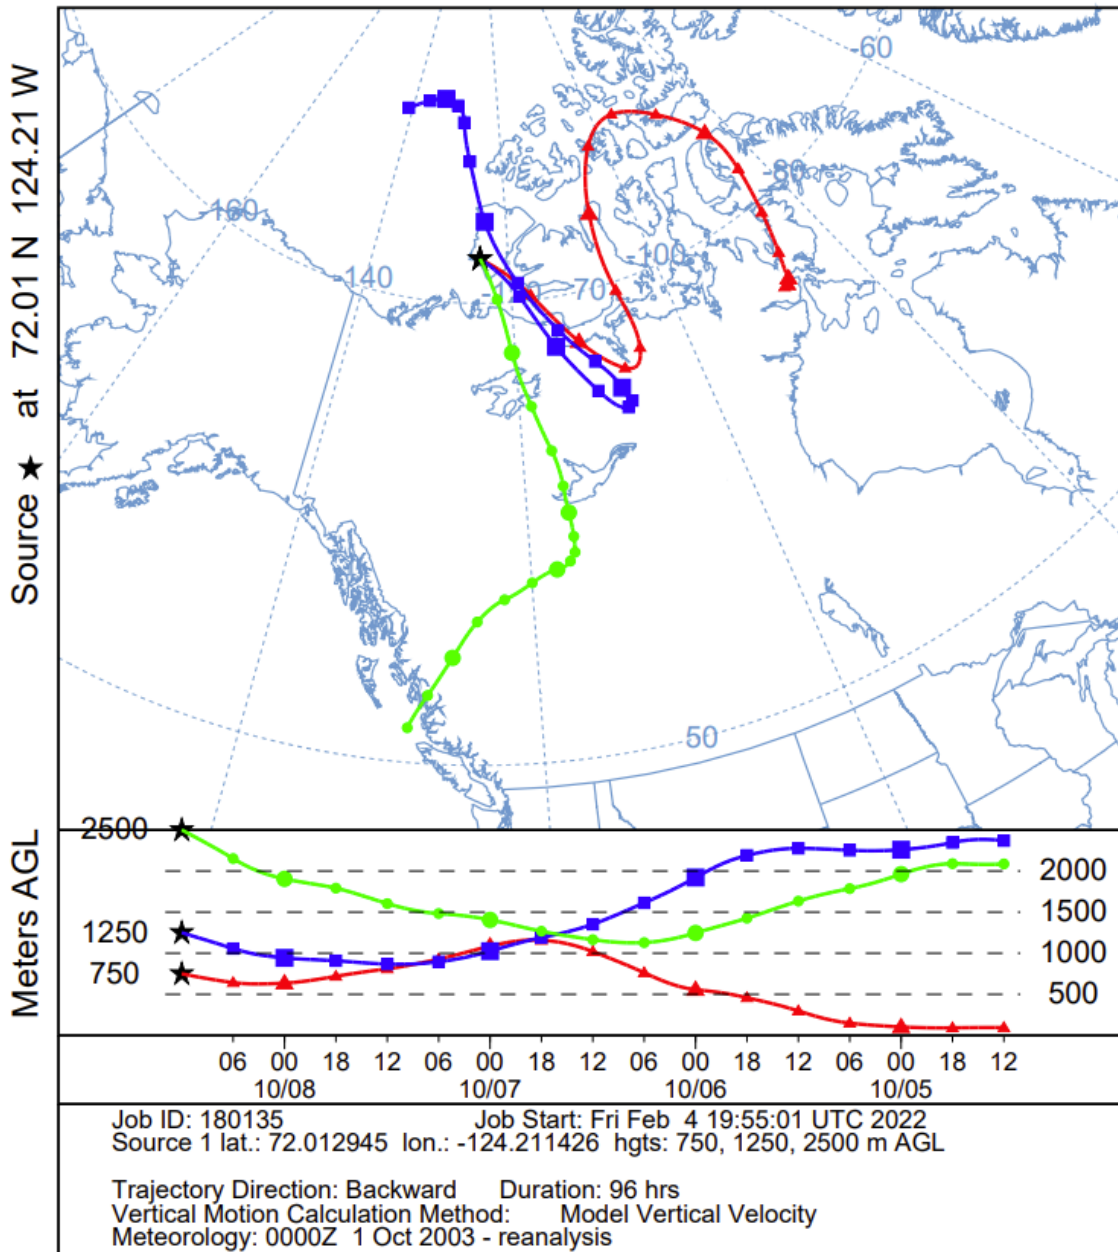 Source ★ at 72.01 N 124.21 W
-60
-80
160
-100
140
-120
70
50
Meters AGL
2500
2000
1500
1250
1000
750
500
06 00 18 12 06 00 18 12 06 00 18 12 06 00 18 12
10/08 10/07 10/06 10/05
Job ID: 180135 Job Start: Fri Feb 4 19:55:01 UTC 2022
Source 1 lat.: 72.012945 lon.: -124.211426 hgts: 750, 1250, 2500 m AGL
Trajectory Direction: Backward Duration: 96 hrs
Vertical Motion Calculation Method: Model Vertical Velocity
Meteorology: 0000Z 1 Oct 2003 - reanalysis